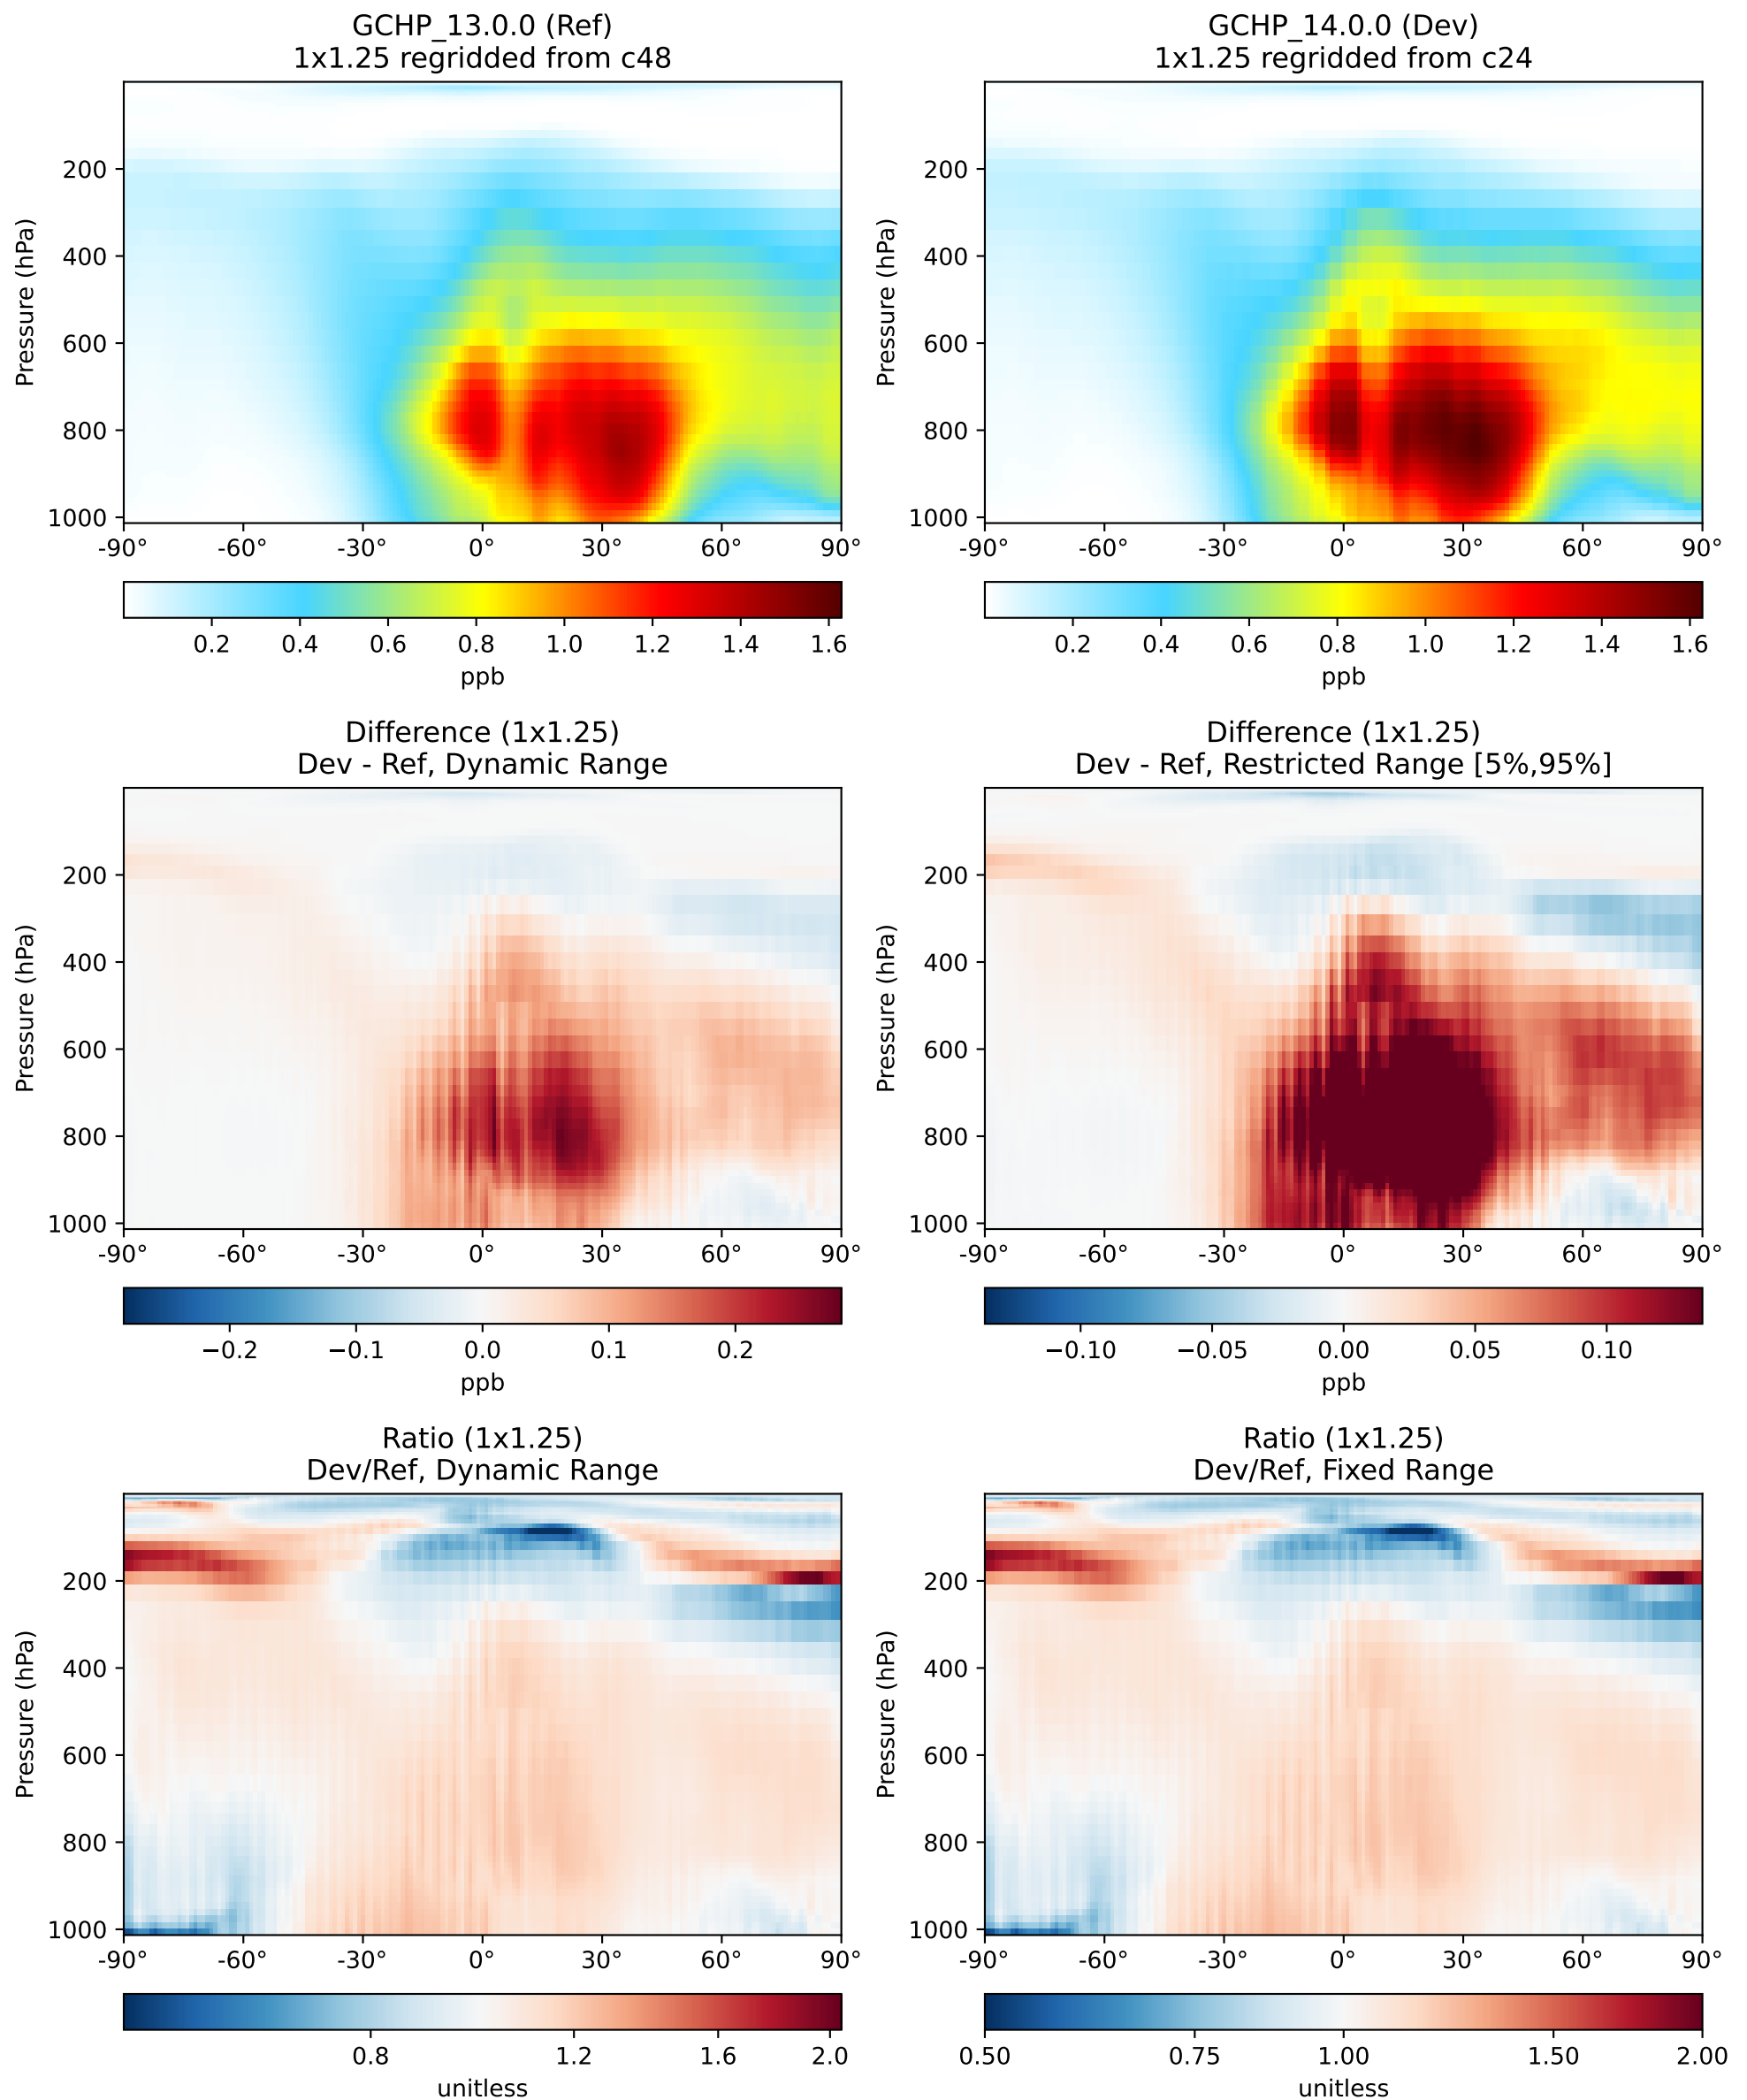 GCHP_13.0.0 (Ref)
1x1.25 regridded from c48
Pressure (hPa)
200
400
600
800
1000
-90° -60° -30° 0° 30° 60° 90°
0.2 0.4 0.6 0.8 1.0 1.2 1.4 1.6
ppb
GCHP_14.0.0 (Dev)
1x1.25 regridded from c24
Pressure (hPa)
200
400
600
800
1000
-90° -60° -30° 0° 30° 60° 90°
0.2 0.4 0.6 0.8 1.0 1.2 1.4 1.6
ppb
Difference (1x1.25)
Dev - Ref, Dynamic Range
Pressure (hPa)
200
400
600
800
1000
-90° -60° -30° 0° 30° 60° 90°
−0.2 −0.1 0.0 0.1 0.2
ppb
Difference (1x1.25)
Dev - Ref, Restricted Range [5%,95%]
Pressure (hPa)
200
400
600
800
1000
-90° -60° -30° 0° 30° 60° 90°
−0.10 −0.05 0.00 0.05 0.10
ppb
Ratio (1x1.25)
Dev/Ref, Dynamic Range
Pressure (hPa)
200
400
600
800
1000
-90° -60° -30° 0° 30° 60° 90°
0.8 1.2 1.6 2.0
unitless
Ratio (1x1.25)
Dev/Ref, Fixed Range
Pressure (hPa)
200
400
600
800
1000
-90° -60° -30° 0° 30° 60° 90°
0.50 0.75 1.00 1.50 2.00
unitless